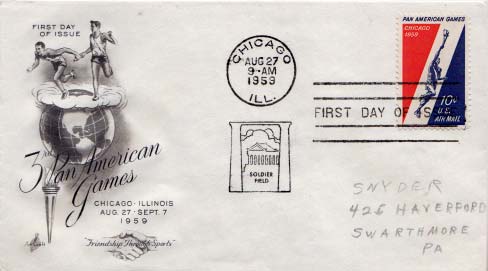 FIRST DAY
OF ISSUE
3rd Pan American
Games
CHICAGO · ILLINOIS
AUG. 27 · SEPT. 7
1959
"Friendship Through Sports"
CHICAGO
AUG 27
9-AM
1959
ILL.
SOLDIER
FIELD
FIRST DAY OF ISSUE
PAN AMERICAN GAMES
CHICAGO
1959
10¢
U.S.
AIR MAIL
SNYDER
426 HAVERFORD
SWARTHMORE
PA